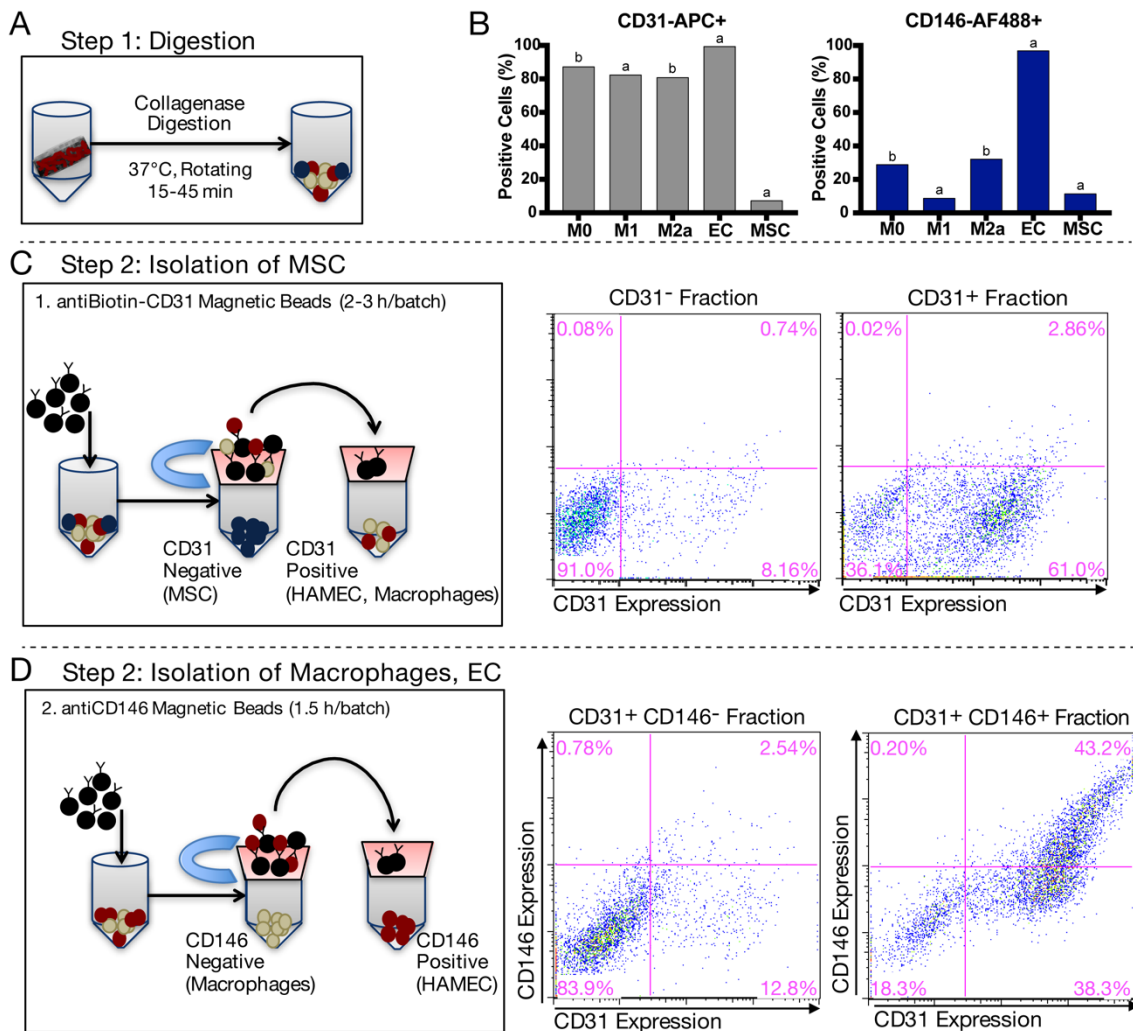 A
Step 1: Digestion
Collagenase
Digestion
37°C, Rotating
15-45 min
B
CD31-APC+
Positive Cells (%)
100
80
60
40
20
0
b
a
b
a
a
M0 M1 M2a EC MSC
CD146-AF488+
Positive Cells (%)
100
80
60
40
20
0
b
a
b
a
a
M0 M1 M2a EC MSC
C
Step 2: Isolation of MSC
1. antiBiotin-CD31 Magnetic Beads (2-3 h/batch)
CD31
Negative
(MSC)
CD31
Positive
(HAMEC, Macrophages)
CD31- Fraction
0.08% 0.74%
91.0% 8.16%
CD31 Expression
CD31+ Fraction
0.02% 2.86%
36.1% 61.0%
CD31 Expression
D
Step 2: Isolation of Macrophages, EC
2. antiCD146 Magnetic Beads (1.5 h/batch)
CD146
Negative
(Macrophages)
CD146
Positive
(HAMEC)
CD31+ CD146- Fraction
0.78% 2.54%
83.9% 12.8%
CD146 Expression
CD31 Expression
CD31+ CD146+ Fraction
0.20% 43.2%
18.3% 38.3%
CD146 Expression
CD31 Expression